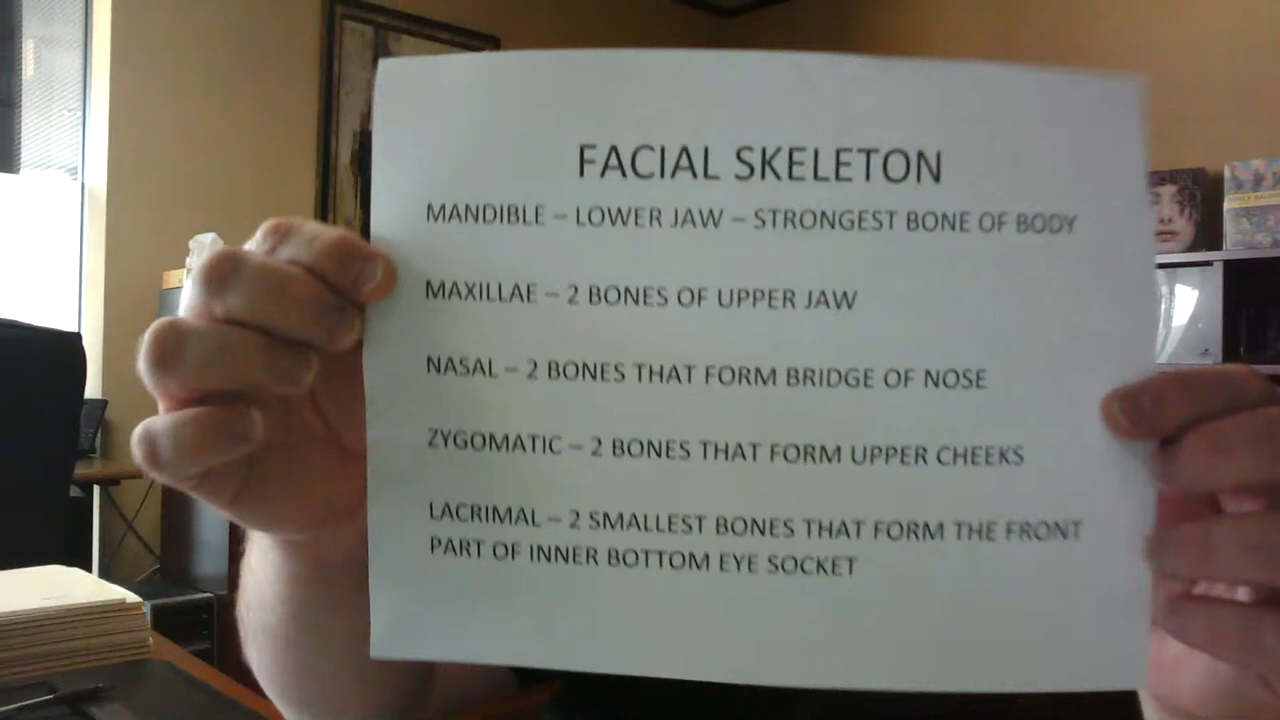 FACIAL SKELETON
MANDIBLE – LOWER JAW – STRONGEST BONE OF BODY
MAXILLAE – 2 BONES OF UPPER JAW
NASAL – 2 BONES THAT FORM BRIDGE OF NOSE
ZYGOMATIC – 2 BONES THAT FORM UPPER CHEEKS
LACRIMAL – 2 SMALLEST BONES THAT FORM THE FRONT
PART OF INNER BOTTOM EYE SOCKET